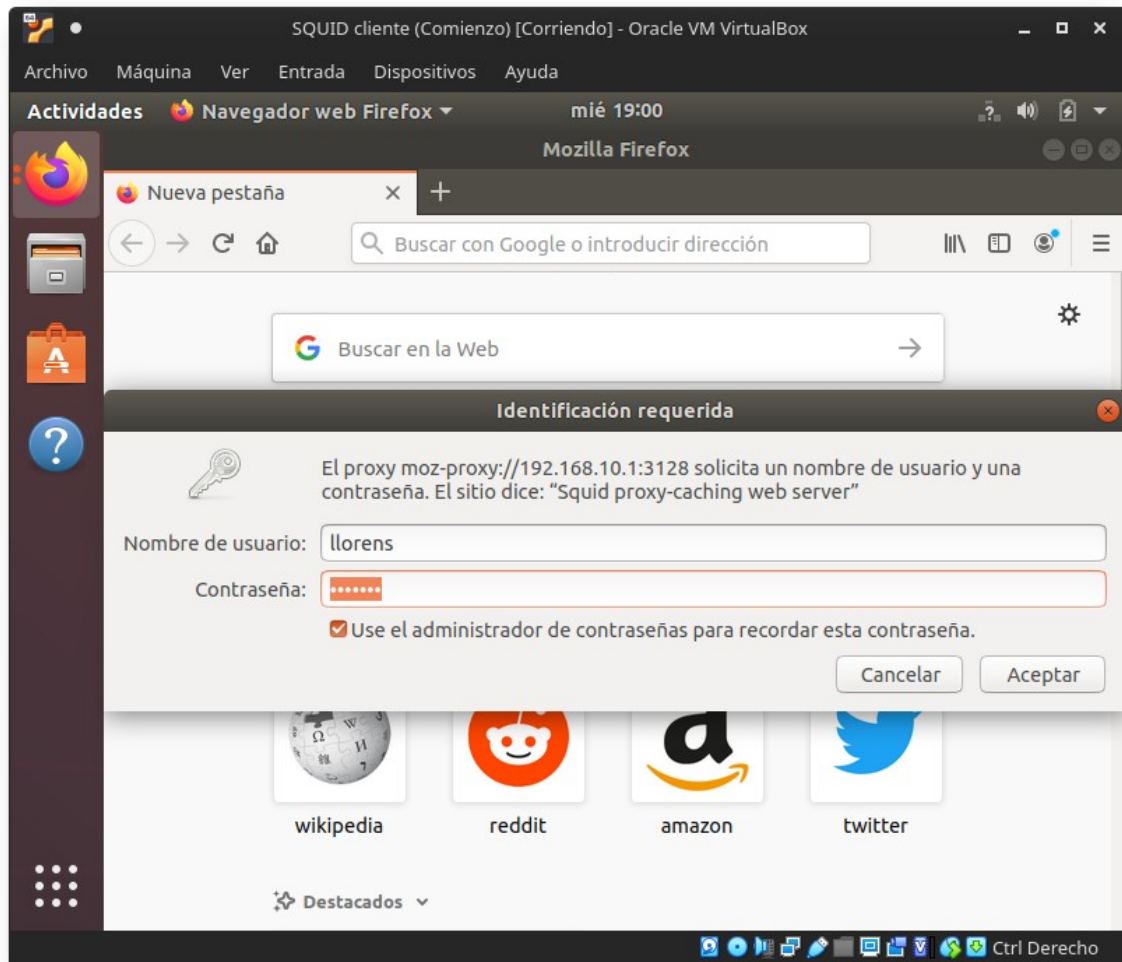 SQUID cliente (Comienzo) [Corriendo] - Oracle VM VirtualBox
Archivo Máquina Ver Entrada Dispositivos Ayuda
Actividades Navegador web Firefox mié 19:00
Mozilla Firefox
Nueva pestaña
Buscar con Google o introducir dirección
Buscar en la Web
Identificación requerida
El proxy moz-proxy://192.168.10.1:3128 solicita un nombre de usuario y una
contraseña. El sitio dice: “Squid proxy-caching web server”
Nombre de usuario: llorens
Contraseña: •••••••
Use el administrador de contraseñas para recordar esta contraseña.
Cancelar Aceptar
wikipedia reddit amazon twitter
Destacados
Ctrl Derecho